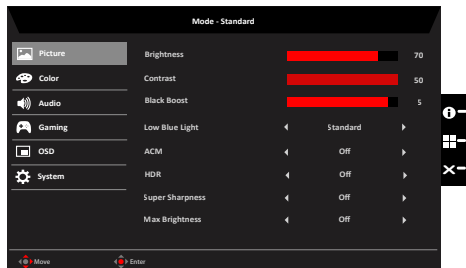 Mode - Standard
Picture
Brightness 70
Color
Contrast 50
Audio
Black Boost 5
Gaming
Low Blue Light Standard
OSD
ACM Off
System
HDR Off
Super Sharpness Off
Max Brightness Off
Move Enter